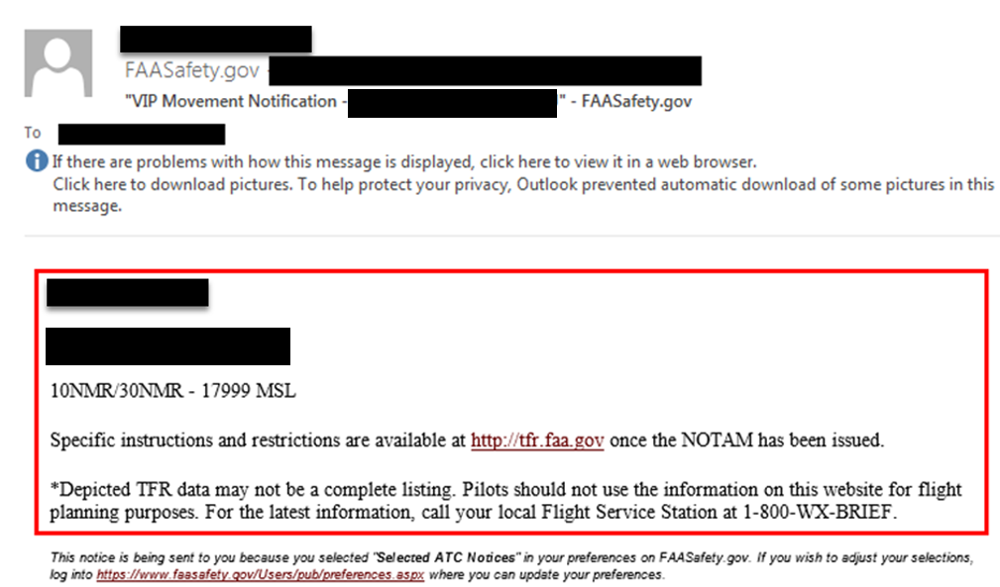 FAASafety.gov -
"VIP Movement Notification - " - FAASafety.gov
To
If there are problems with how this message is displayed, click here to view it in a web browser.
Click here to download pictures. To help protect your privacy, Outlook prevented automatic download of some pictures in this
message.
10NMR/30NMR - 17999 MSL
Specific instructions and restrictions are available at http://tfr.faa.gov once the NOTAM has been issued.
*Depicted TFR data may not be a complete listing. Pilots should not use the information on this website for flight
planning purposes. For the latest information, call your local Flight Service Station at 1-800-WX-BRIEF.
This notice is being sent to you because you selected "Selected ATC Notices" in your preferences on FAASafety.gov. If you wish to adjust your selections,
log into https://www.faasafety.gov/Users/pub/preferences.aspx where you can update your preferences.